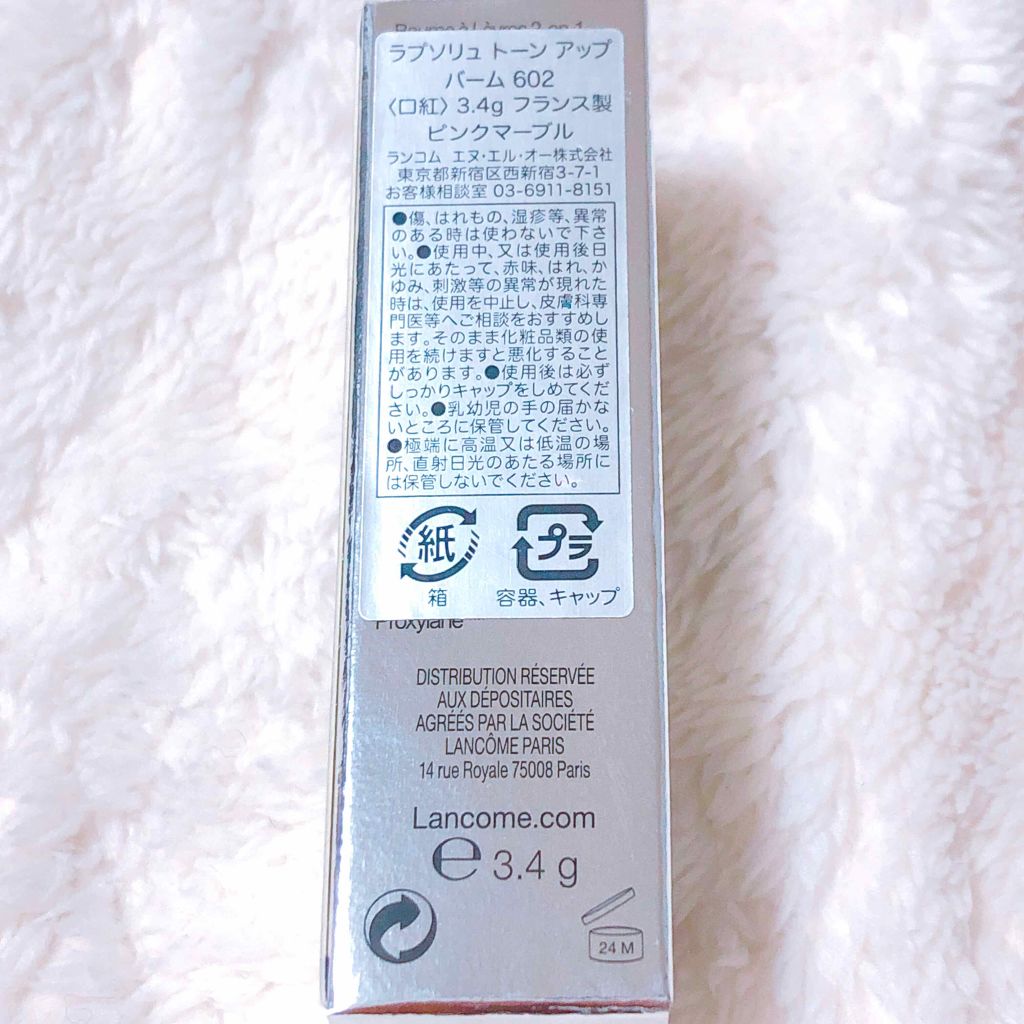 Baume à Lèvres 2 en 1
ラプソリュ トーン アップ
バーム 602
〈口紅〉 3.4g フランス製
ピンクマーブル
ランコム エヌ・エル・オー株式会社
東京都新宿区西新宿3-7-1
お客様相談室 03-6911-8151
●傷、はれもの、湿疹等、異常
のある時は使わないで下さ
い。●使用中、又は使用後日
光にあたって、赤味、はれ、か
ゆみ、刺激等の異常が現れた
時は、使用を中止し、皮膚科専
門医等へご相談をおすすめし
ます。そのまま化粧品類の使
用を続けますと悪化すること
があります。●使用後は必ず
しっかりキャップをしめてくだ
さい。●乳幼児の手の届かな
いところに保管してください。
●極端に高温又は低温の場
所、直射日光のあたる場所に
は保管しないでください。
紙 プラ
箱 容器、キャップ
Proxylane
DISTRIBUTION RÉSERVÉE
AUX DÉPOSITAIRES
AGRÉÉS PAR LA SOCIÉTÉ
LANCÔME PARIS
14 rue Royale 75008 Paris
Lancome.com
e 3.4 g
24 M